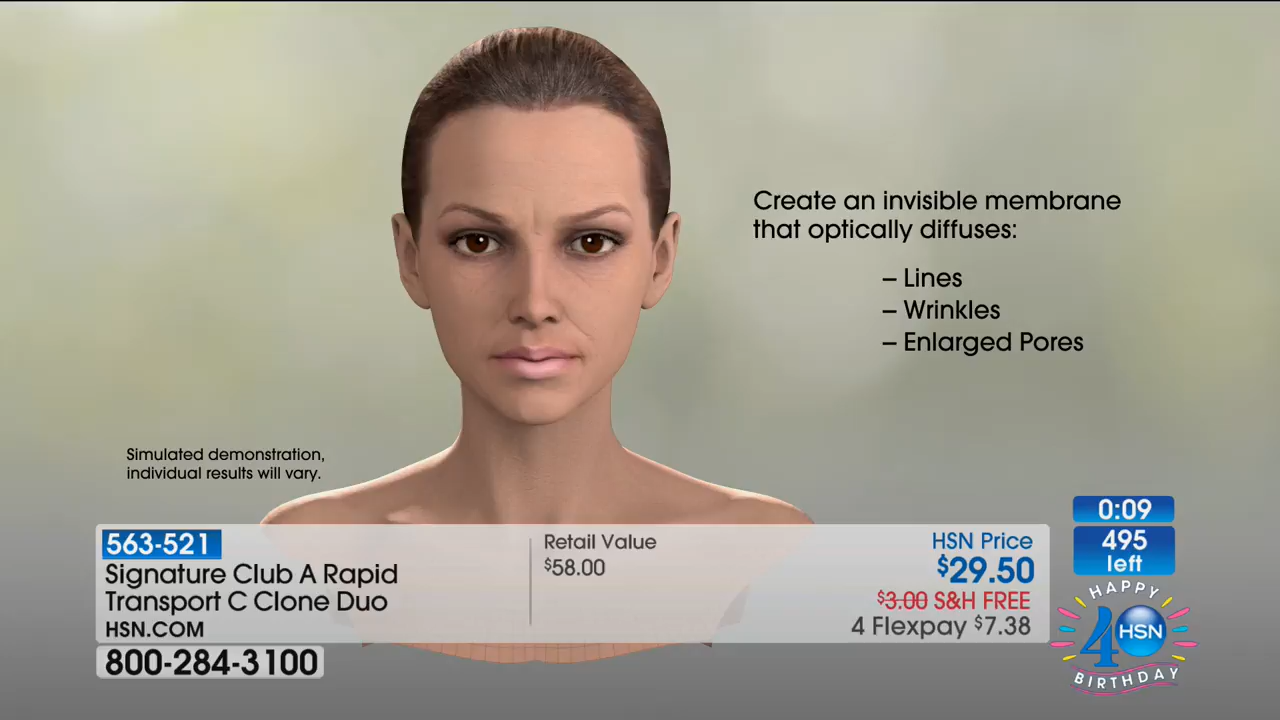 Create an invisible membrane
that optically diffuses:
– Lines
– Wrinkles
– Enlarged Pores
Simulated demonstration,
individual results will vary.
563-521
Signature Club A Rapid
Transport C Clone Duo
HSN.COM
800-284-3100
Retail Value
$58.00
HSN Price
$29.50
$3.00 S&H FREE
4 Flexpay $7.38
0:09
495
left
HAPPY
40 HSN
BIRTHDAY